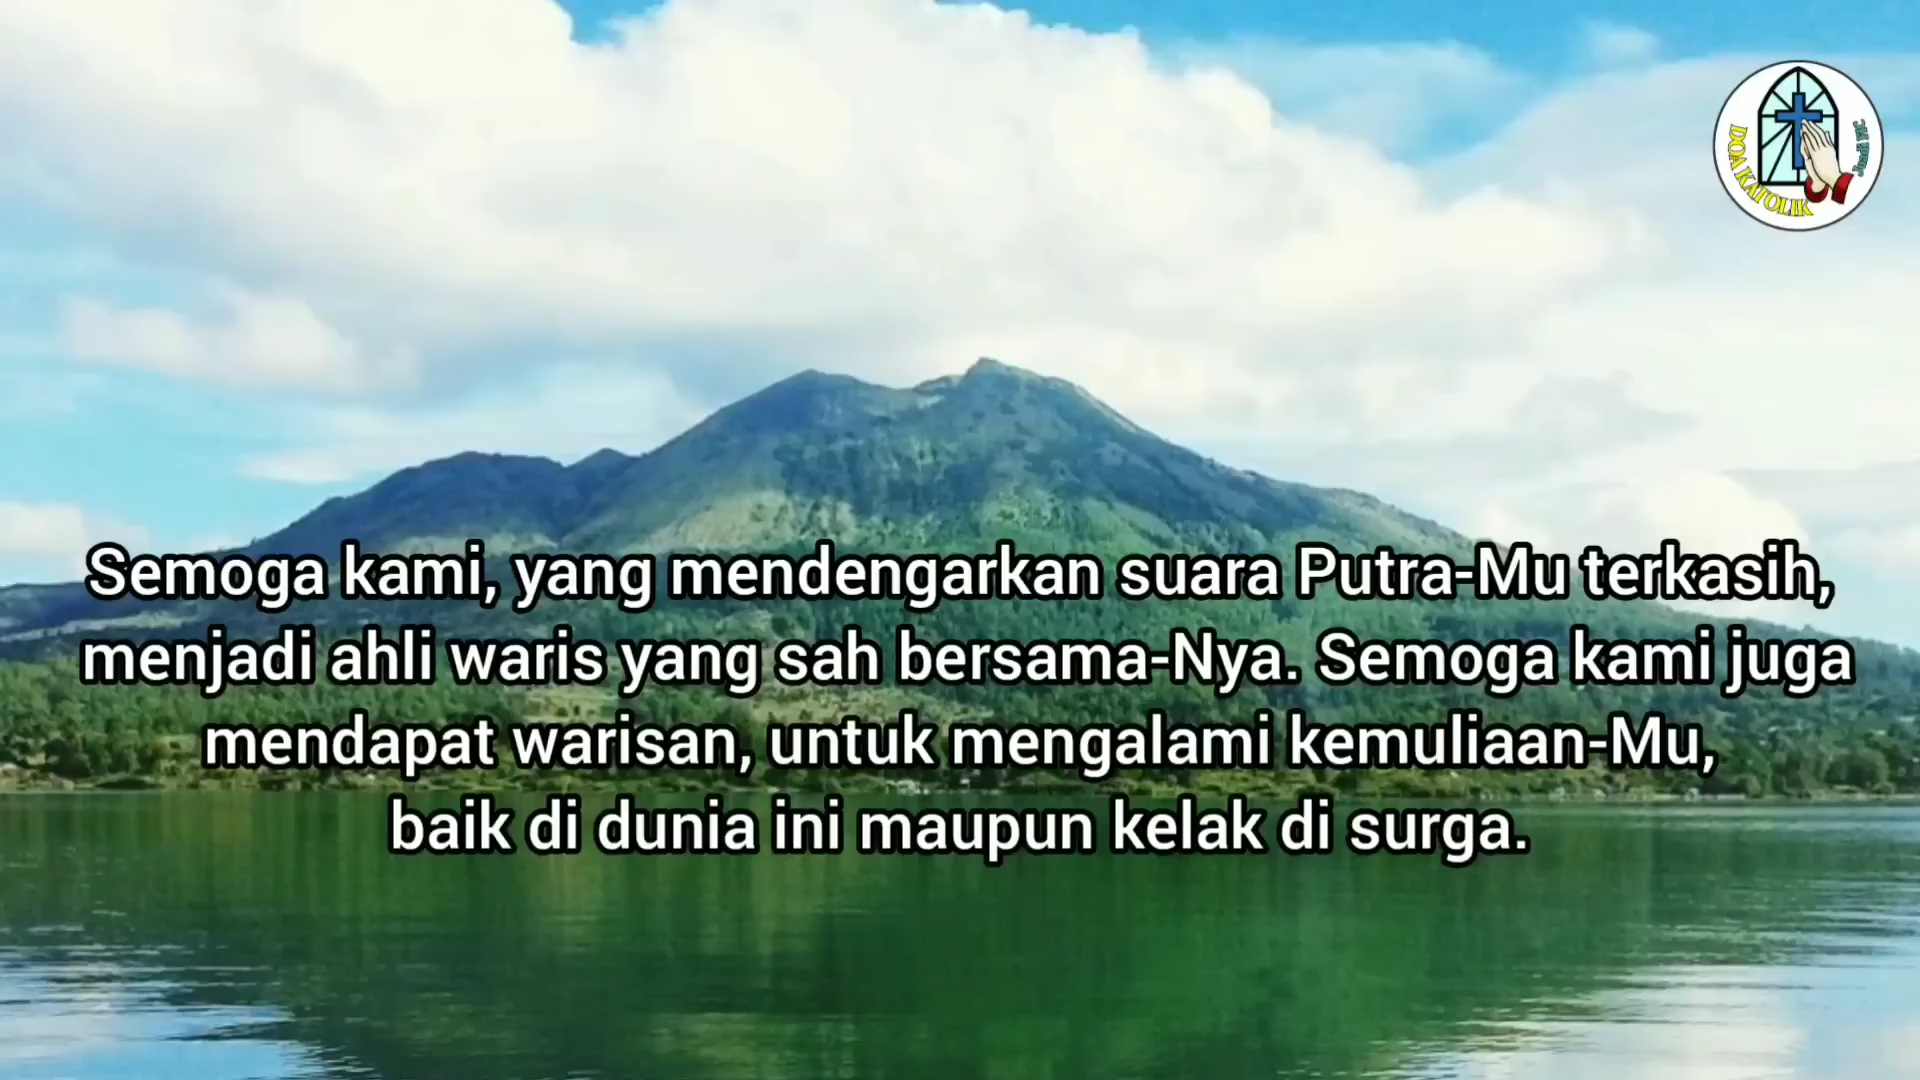 DOA KATOLIK
Semoga kami, yang mendengarkan suara Putra-Mu terkasih,
menjadi ahli waris yang sah bersama-Nya. Semoga kami juga
mendapat warisan, untuk mengalami kemuliaan-Mu,
baik di dunia ini maupun kelak di surga.